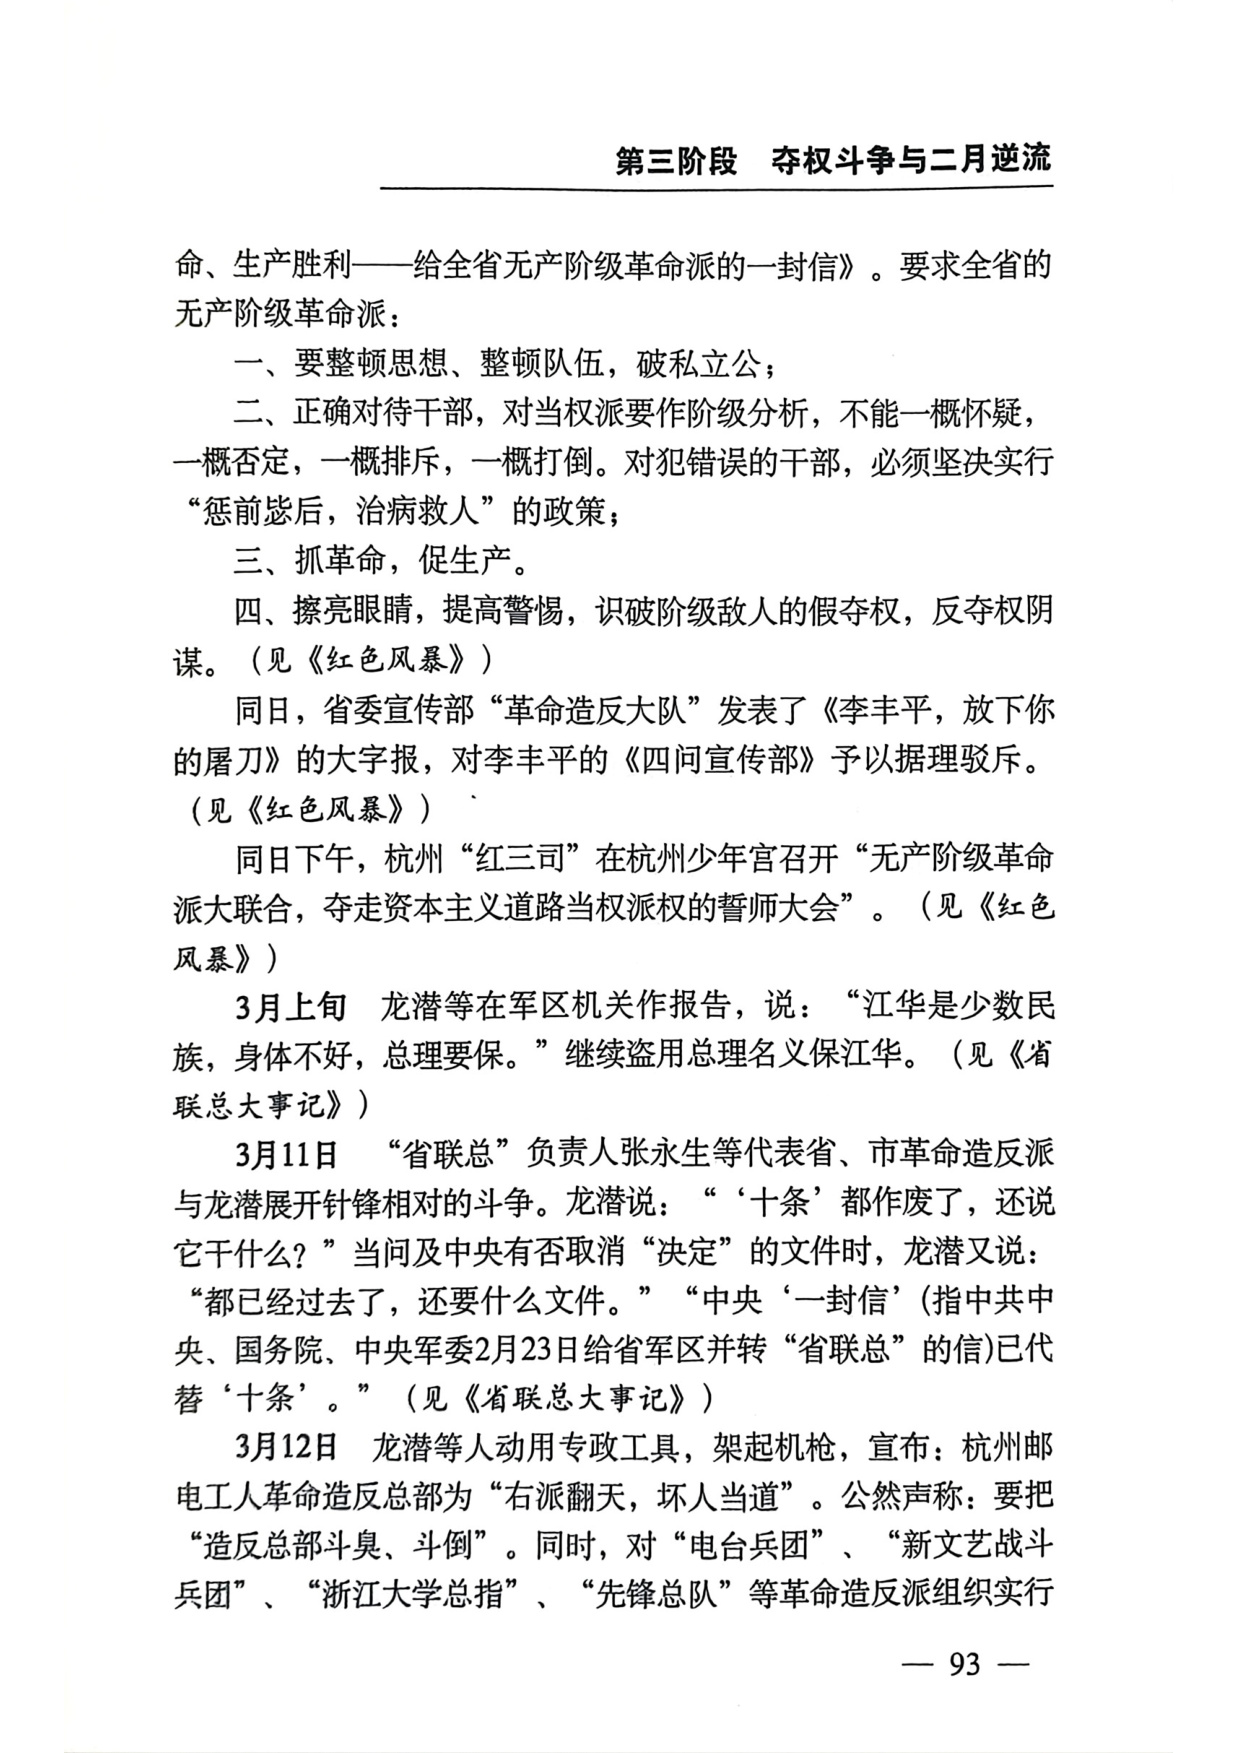 第三阶段　夺权斗争与二月逆流
命、生产胜利——给全省无产阶级革命派的一封信》。要求全省的
无产阶级革命派：
一、要整顿思想、整顿队伍，破私立公；
二、正确对待干部，对当权派要作阶级分析，不能一概怀疑，
一概否定，一概排斥，一概打倒。对犯错误的干部，必须坚决实行
“惩前毖后，治病救人”的政策；
三、抓革命，促生产。
四、擦亮眼睛，提高警惕，识破阶级敌人的假夺权，反夺权阴
谋。（见《红色风暴》）
同日，省委宣传部“革命造反大队”发表了《李丰平，放下你
的屠刀》的大字报，对李丰平的《四问宣传部》予以据理驳斥。
（见《红色风暴》）
同日下午，杭州“红三司”在杭州少年宫召开“无产阶级革命
派大联合，夺走资本主义道路当权派权的誓师大会”。（见《红色
风暴》）
3月上旬　龙潜等在军区机关作报告，说：“江华是少数民
族，身体不好，总理要保。”继续盗用总理名义保江华。（见《省
联总大事记》）
3月11日　“省联总”负责人张永生等代表省、市革命造反派
与龙潜展开针锋相对的斗争。龙潜说：“‘十条’都作废了，还说
它干什么？”当问及中央有否取消“决定”的文件时，龙潜又说：
“都已经过去了，还要什么文件。”“中央‘一封信’(指中共中
央、国务院、中央军委2月23日给省军区并转“省联总”的信)已代
替‘十条’。”（见《省联总大事记》）
3月12日　龙潜等人动用专政工具，架起机枪，宣布：杭州邮
电工人革命造反总部为“右派翻天，坏人当道”。公然声称：要把
“造反总部斗臭、斗倒”。同时，对“电台兵团”、“新文艺战斗
兵团”、“浙江大学总指”、“先锋总队”等革命造反派组织实行
— 93 —